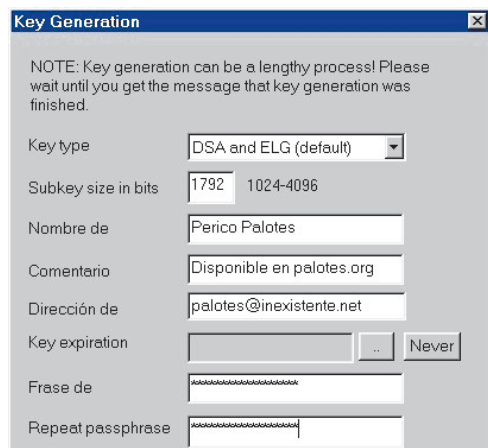 Key Generation
NOTE: Key generation can be a lengthy process! Please
wait until you get the message that key generation was
finished.
Key type DSA and ELG (default)
Subkey size in bits 1792 1024-4096
Nombre de Perico Palotes
Comentario Disponible en palotes.org
Dirección de palotes@inexistente.net
Key expiration .. Never
Frase de ********************
Repeat passphrase ********************